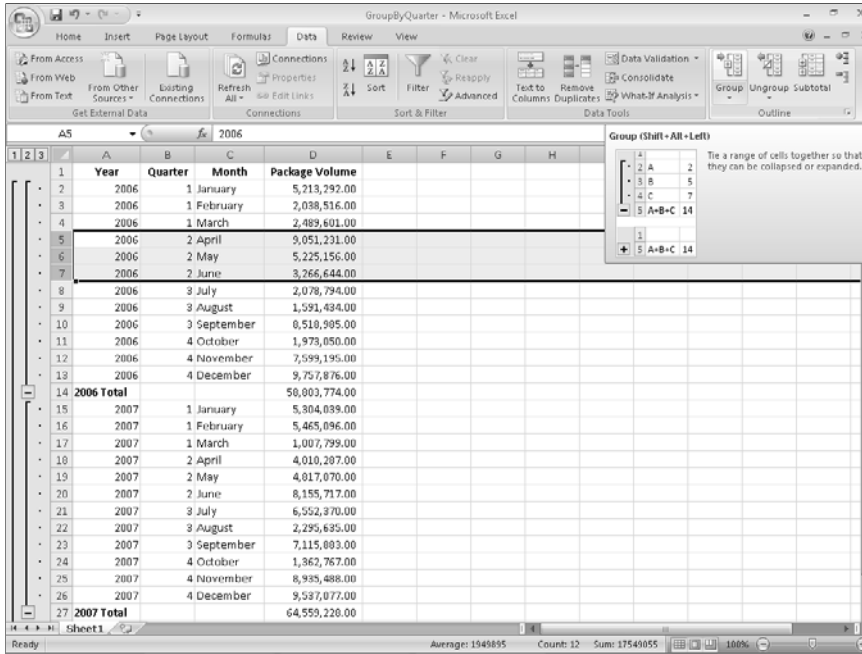 GroupByQuarter - Microsoft Excel
Home Insert Page Layout Formulas Data Review View
From Access
From Web
From Text
From Other Sources
Existing Connections
Get External Data
Refresh All
Connections
Properties
Edit Links
Connections
Sort
Filter
Clear
Reapply
Advanced
Sort & Filter
Text to Columns
Remove Duplicates
Data Validation
Consolidate
What-If Analysis
Data Tools
Group Ungroup Subtotal
Outline
A5 fx 2006
Group (Shift+Alt+Left)
Tie a range of cells together so that they can be collapsed or expanded.
1
2 A 2
3 B 5
4 C 7
5 A+B+C 14
1
5 A+B+C 14
1 2 3 A B C D E F G H
1 Year Quarter Month Package Volume
2 2006 1 January 5,213,292.00
3 2006 1 February 2,038,516.00
4 2006 1 March 2,489,601.00
5 2006 2 April 9,051,231.00
6 2006 2 May 5,225,156.00
7 2006 2 June 3,266,644.00
8 2006 3 July 2,078,794.00
9 2006 3 August 1,591,434.00
10 2006 3 September 8,518,985.00
11 2006 4 October 1,973,050.00
12 2006 4 November 7,599,195.00
13 2006 4 December 9,757,876.00
14 2006 Total 58,803,774.00
15 2007 1 January 5,304,039.00
16 2007 1 February 5,465,096.00
17 2007 1 March 1,007,799.00
18 2007 2 April 4,010,287.00
19 2007 2 May 4,817,070.00
20 2007 2 June 8,155,717.00
21 2007 3 July 6,552,370.00
22 2007 3 August 2,295,635.00
23 2007 3 September 7,115,883.00
24 2007 4 October 1,362,767.00
25 2007 4 November 8,935,488.00
26 2007 4 December 9,537,077.00
27 2007 Total 64,559,228.00
Sheet1
Ready Average: 1949895 Count: 12 Sum: 17549055 100%